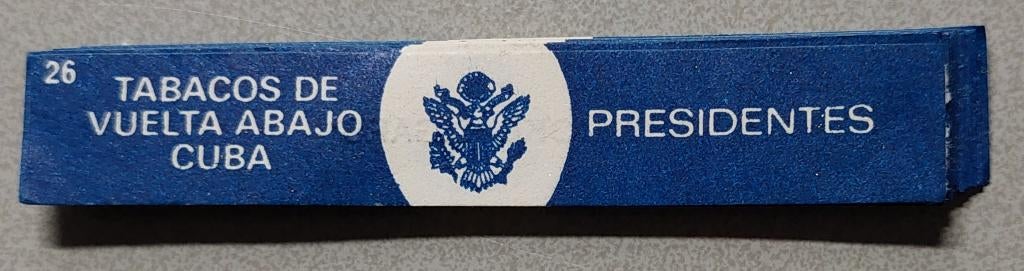 26
TABACOS DE
VUELTA ABAJO
CUBA
PRESIDENTES